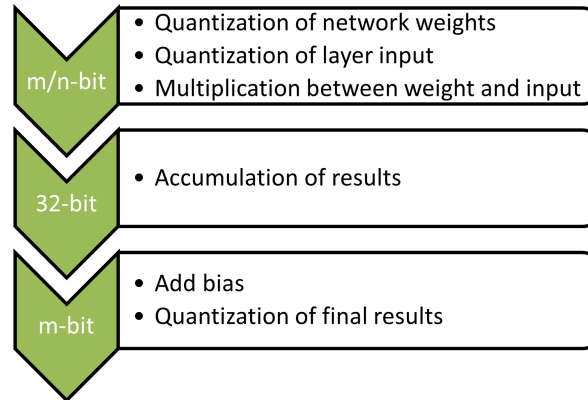 m/n-bit
• Quantization of network weights
• Quantization of layer input
• Multiplication between weight and input
32-bit
• Accumulation of results
m-bit
• Add bias
• Quantization of final results